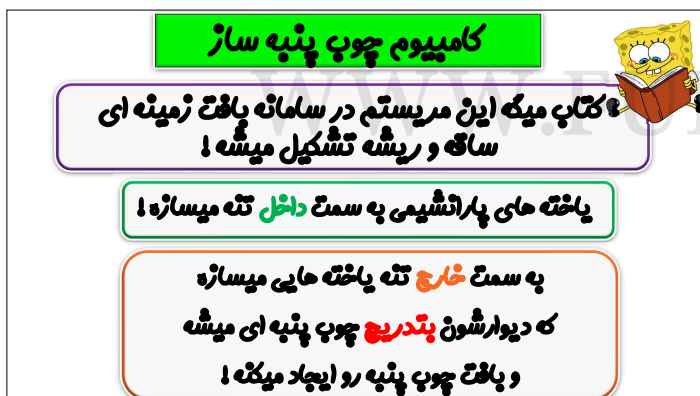 کامبیوم چوب پنبه ساز
کتاب میگه این مریستم در سامانه بافت زمینه ای
ساقه و ریشه تشکیل میشه !
یاخته های پارانشیمی به سمت داخل تنه میسازه !
به سمت خارج تنه یاخته هایی میسازه
که دیوارشون بتدریج چوب پنبه ای میشه
و بافت چوب پنبه رو ایجاد میکنه !